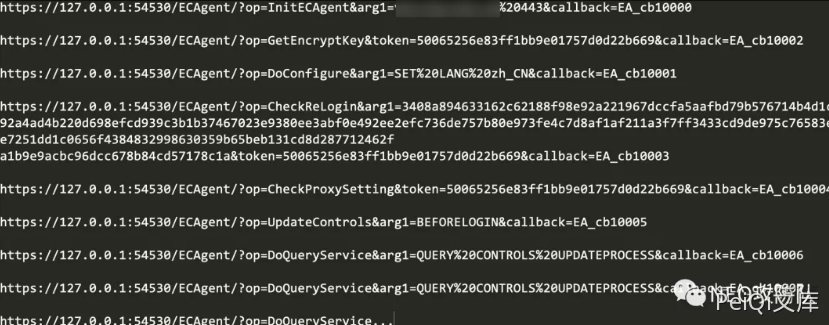 https://127.0.0.1:54530/ECAgent/?op=InitECAgent&arg1= %20443&callback=EA_cb10000
https://127.0.0.1:54530/ECAgent/?op=GetEncryptKey&token=50065256e83ff1bb9e01757d0d22b669&callback=EA_cb10002
https://127.0.0.1:54530/ECAgent/?op=DoConfigure&arg1=SET%20LANG%20zh_CN&callback=EA_cb10001
https://127.0.0.1:54530/ECAgent/?op=CheckReLogin&arg1=3408a894633162c62188f98e92a221967dccfa5aafbd79b576714b4d1c
92a4ad4b220d698efcd939c3b1b37467023e9380ee3abf0e492ee2efc736de757b80e973fe4c7d8af1af211a3f7ff3433cd9de975c76583e
e7251dd1c0656f4384832998630359b65beb131cd8d287712462f
a1b9e9acbc96dcc678b84cd57178c1a&token=50065256e83ff1bb9e01757d0d22b669&callback=EA_cb10003
https://127.0.0.1:54530/ECAgent/?op=CheckProxySetting&token=50065256e83ff1bb9e01757d0d22b669&callback=EA_cb10004
https://127.0.0.1:54530/ECAgent/?op=UpdateControls&arg1=BEFORELOGIN&callback=EA_cb10005
https://127.0.0.1:54530/ECAgent/?op=DoQueryService&arg1=QUERY%20CONTROLS%20UPDATEPROCESS&callback=EA_cb10006
https://127.0.0.1:54530/ECAgent/?op=DoQueryService&arg1=QUERY%20CONTROLS%20UPDATEPROCESS&
https://127.0.0.1:54530/ECAgent/?op=DoQueryService...
PeiQi文库